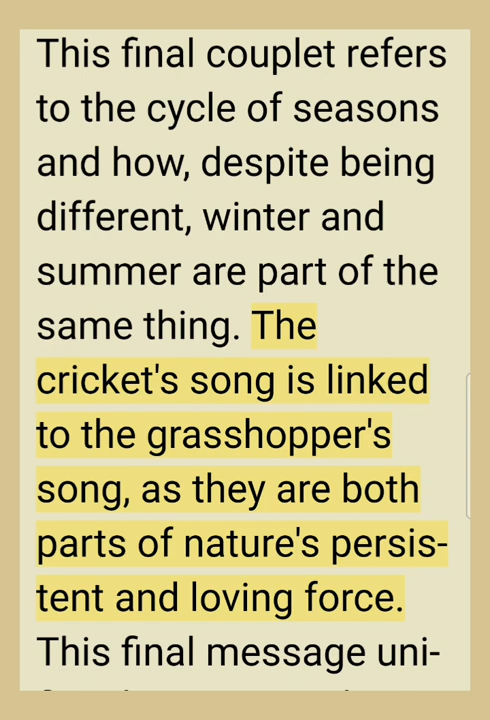 This final couplet refers
to the cycle of seasons
and how, despite being
different, winter and
summer are part of the
same thing. The
cricket's song is linked
to the grasshopper's
song, as they are both
parts of nature's persis-
tent and loving force.
This final message uni-